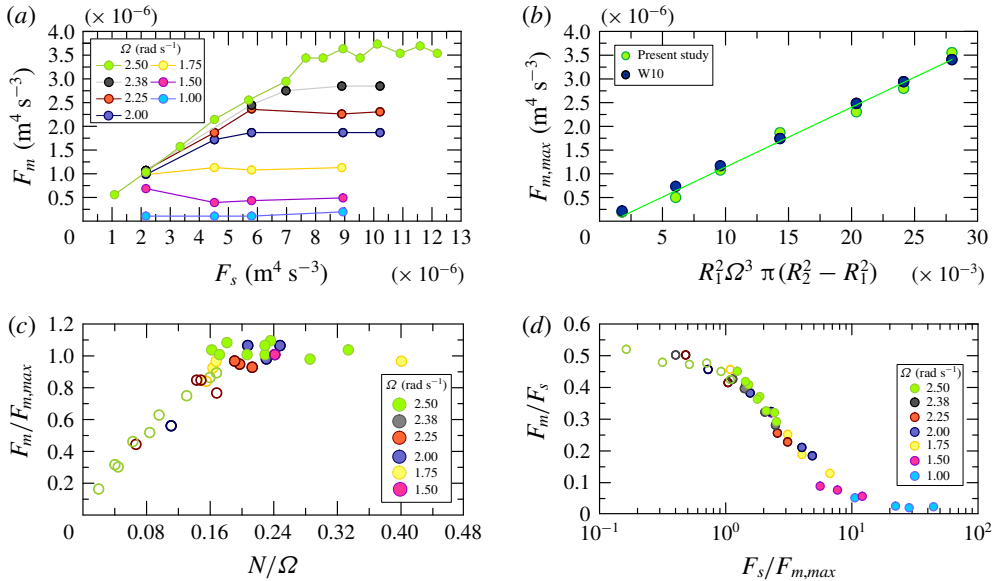 (a) (× 10⁻⁶)
4.0
3.5
3.0
2.5
2.0
1.5
1.0
0.5
0
F_m (m⁴ s⁻³)
Ω (rad s⁻¹)
2.50 1.75
2.38 1.50
2.25 1.00
2.00
1 2 3 4 5 6 7 8 9 10 11 12 13
F_s (m⁴ s⁻³) (× 10⁻⁶)
(b) (× 10⁻⁶)
4.0
3.5
3.0
2.5
2.0
1.5
1.0
0.5
0
F_{m,max} (m⁴ s⁻³)
Present study
W10
5 10 15 20 25 30
R₁²Ω³ π(R₂² − R₁²) (× 10⁻³)
(c)
1.2
1.0
0.8
0.6
0.4
0.2
F_m/F_{m,max}
Ω (rad s⁻¹)
2.50
2.38
2.25
2.00
1.75
1.50
0 0.08 0.16 0.24 0.32 0.40 0.48
N/Ω
(d)
0.6
0.5
0.4
0.3
0.2
0.1
0
F_m/F_s
Ω (rad s⁻¹)
2.50
2.38
2.25
2.00
1.75
1.50
1.00
10⁻¹ 10⁰ 10¹ 10²
F_s/F_{m,max}